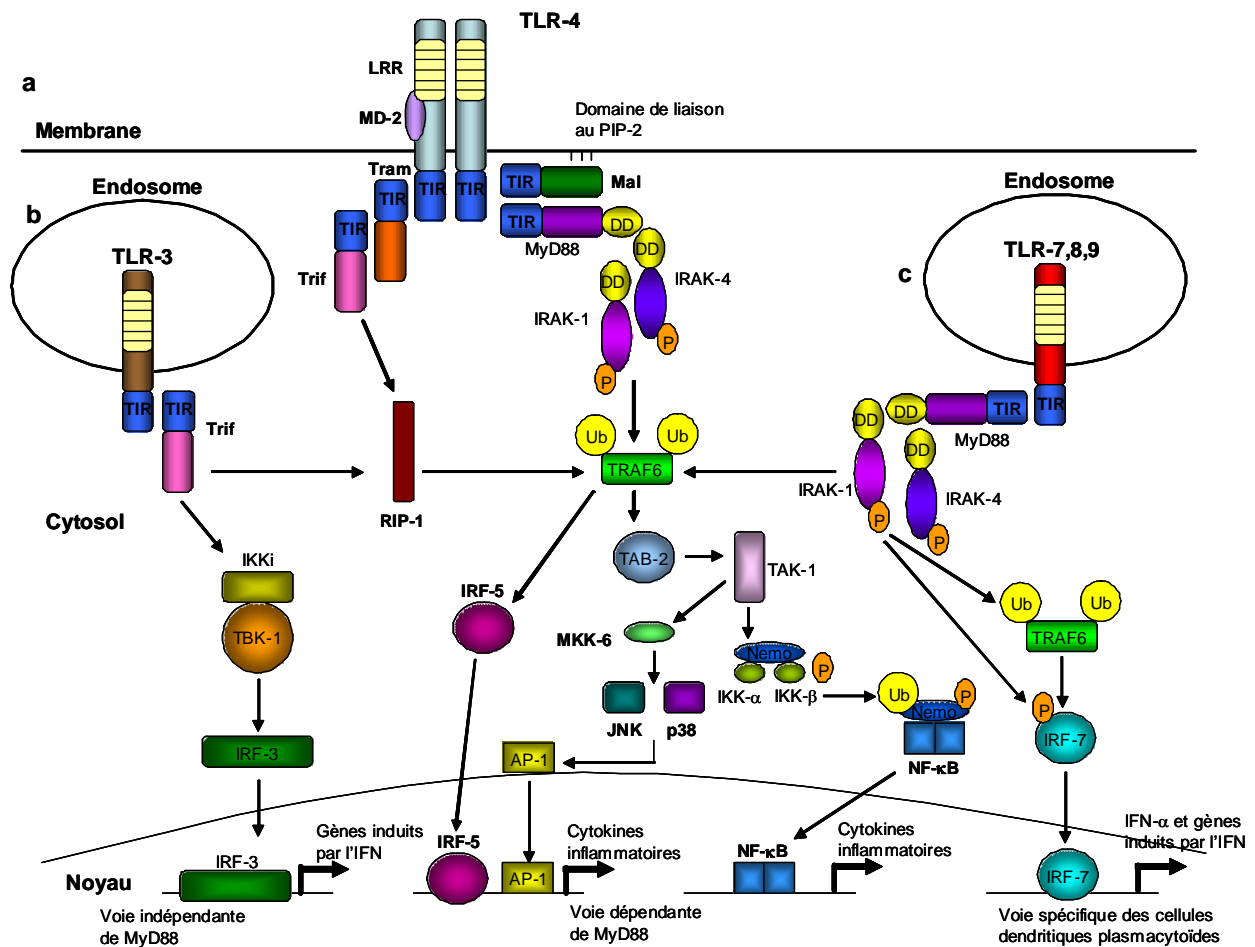 TLR-4
a
LRR
MD-2
Domaine de liaison
au PIP-2
Membrane
Tram
TIR
TIR
TIR
TIR
Mal
Endosome
b
TIR
TIR
MyD88
DD
Endosome
TLR-3
Trif
DD
DD
IRAK-4
IRAK-1
P
P
c
TLR-7,8,9
TIR
TIR
Trif
TIR
DD
DD
TIR
MyD88
DD
Ub
Ub
TRAF6
RIP-1
IRAK-1
IRAK-4
P
P
Cytosol
IKKi
TBK-1
TAB-2
TAK-1
IRF-5
MKK-6
Nemo
P
IKK-α
IKK-β
Ub
Ub
TRAF6
JNK
p38
Ub
P
Nemo
NF-κB
P
IRF-7
IRF-3
AP-1
Gènes induits
par l'IFN
Cytokines
inflammatoires
Cytokines
inflammatoires
IFN-α et gènes
induits par l'IFN
Noyau
IRF-3
IRF-5
AP-1
NF-κB
IRF-7
Voie indépendante
de MyD88
Voie dépendante
de MyD88
Voie spécifique des cellules
dendritiques plasmacytoïdes